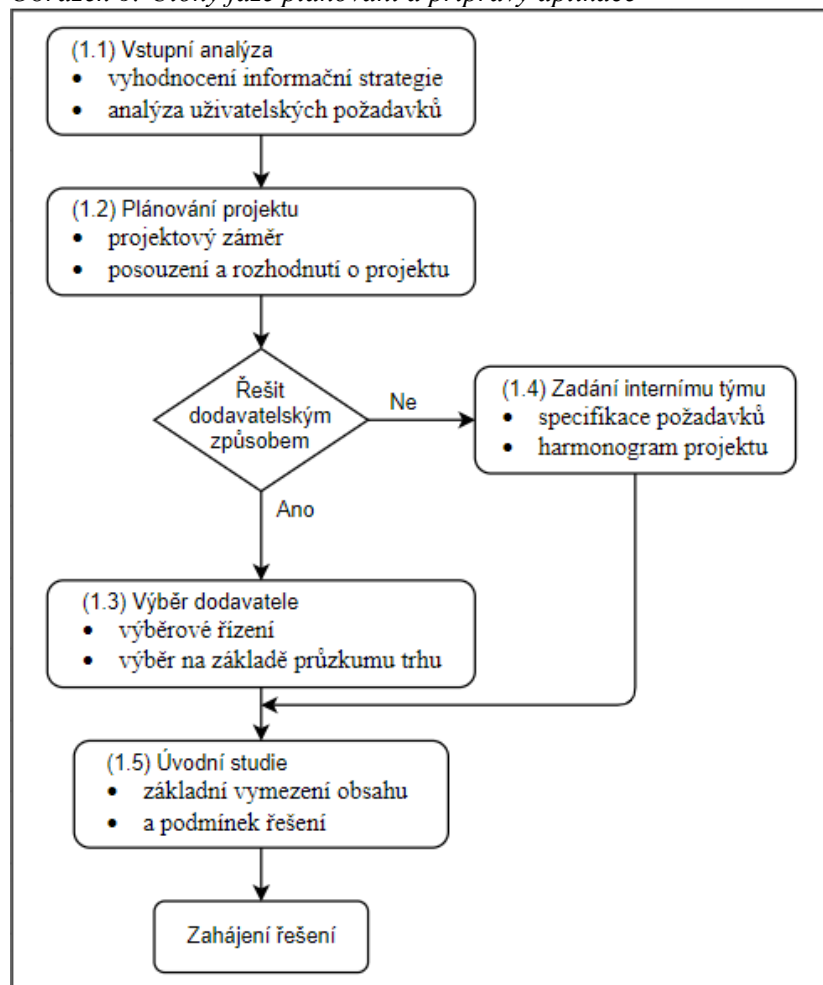 (1.1) Vstupní analýza
• vyhodnocení informační strategie
• analýza uživatelských požadavků
(1.2) Plánování projektu
• projektový záměr
• posouzení a rozhodnutí o projektu
Řešit
dodavatelským
způsobem
Ne
(1.4) Zadání internímu týmu
• specifikace požadavků
• harmonogram projektu
Ano
(1.3) Výběr dodavatele
• výběrové řízení
• výběr na základě průzkumu trhu
(1.5) Úvodní studie
• základní vymezení obsahu
• a podmínek řešení
Zahájení řešení